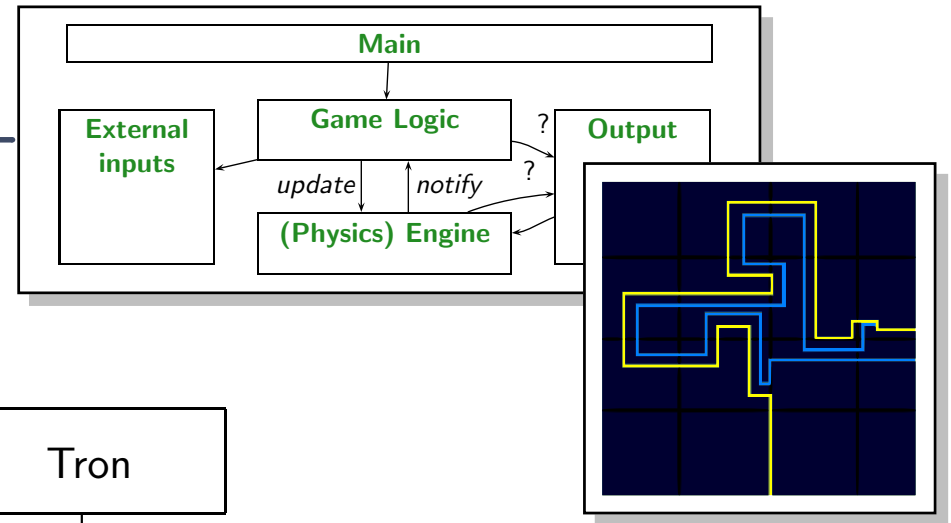 Main
Game Logic
External
inputs
Output
?
?
update
notify
(Physics) Engine
Tron